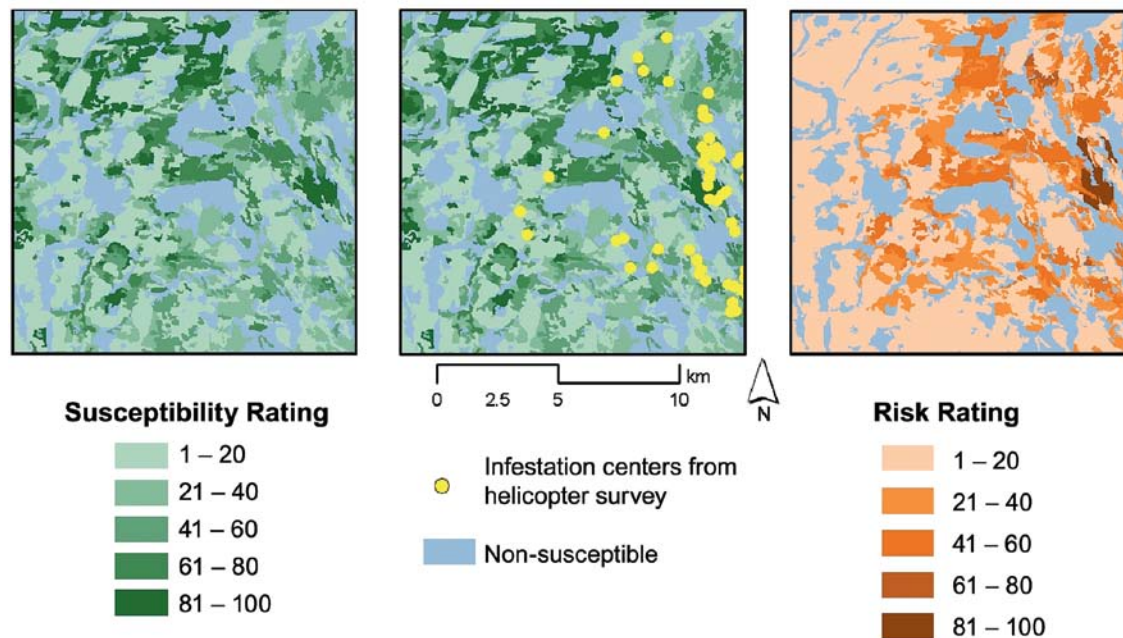 km
0 2.5 5 10
N
Susceptibility Rating
1 – 20
21 – 40
41 – 60
61 – 80
81 – 100
Infestation centers from
helicopter survey
Non-susceptible
Risk Rating
1 – 20
21 – 40
41 – 60
61 – 80
81 – 100